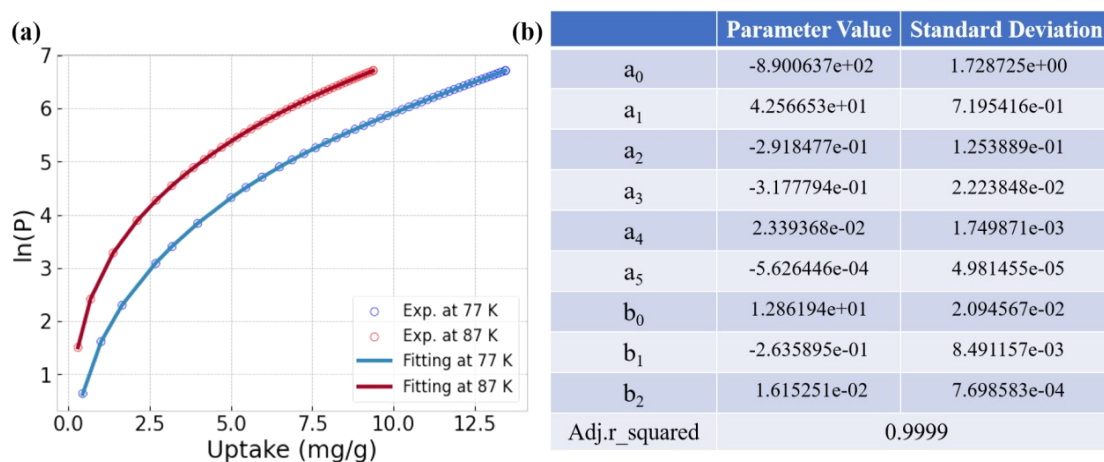 (a)
7
6
5
4
3
2
1
ln(P)
0.0 2.5 5.0 7.5 10.0 12.5
Uptake (mg/g)
Exp. at 77 K
Exp. at 87 K
Fitting at 77 K
Fitting at 87 K
(b)
Parameter Value Standard Deviation
a₀ -8.900637e+02 1.728725e+00
a₁ 4.256653e+01 7.195416e-01
a₂ -2.918477e-01 1.253889e-01
a₃ -3.177794e-01 2.223848e-02
a₄ 2.339368e-02 1.749871e-03
a₅ -5.626446e-04 4.981455e-05
b₀ 1.286194e+01 2.094567e-02
b₁ -2.635895e-01 8.491157e-03
b₂ 1.615251e-02 7.698583e-04
Adj.r_squared 0.9999